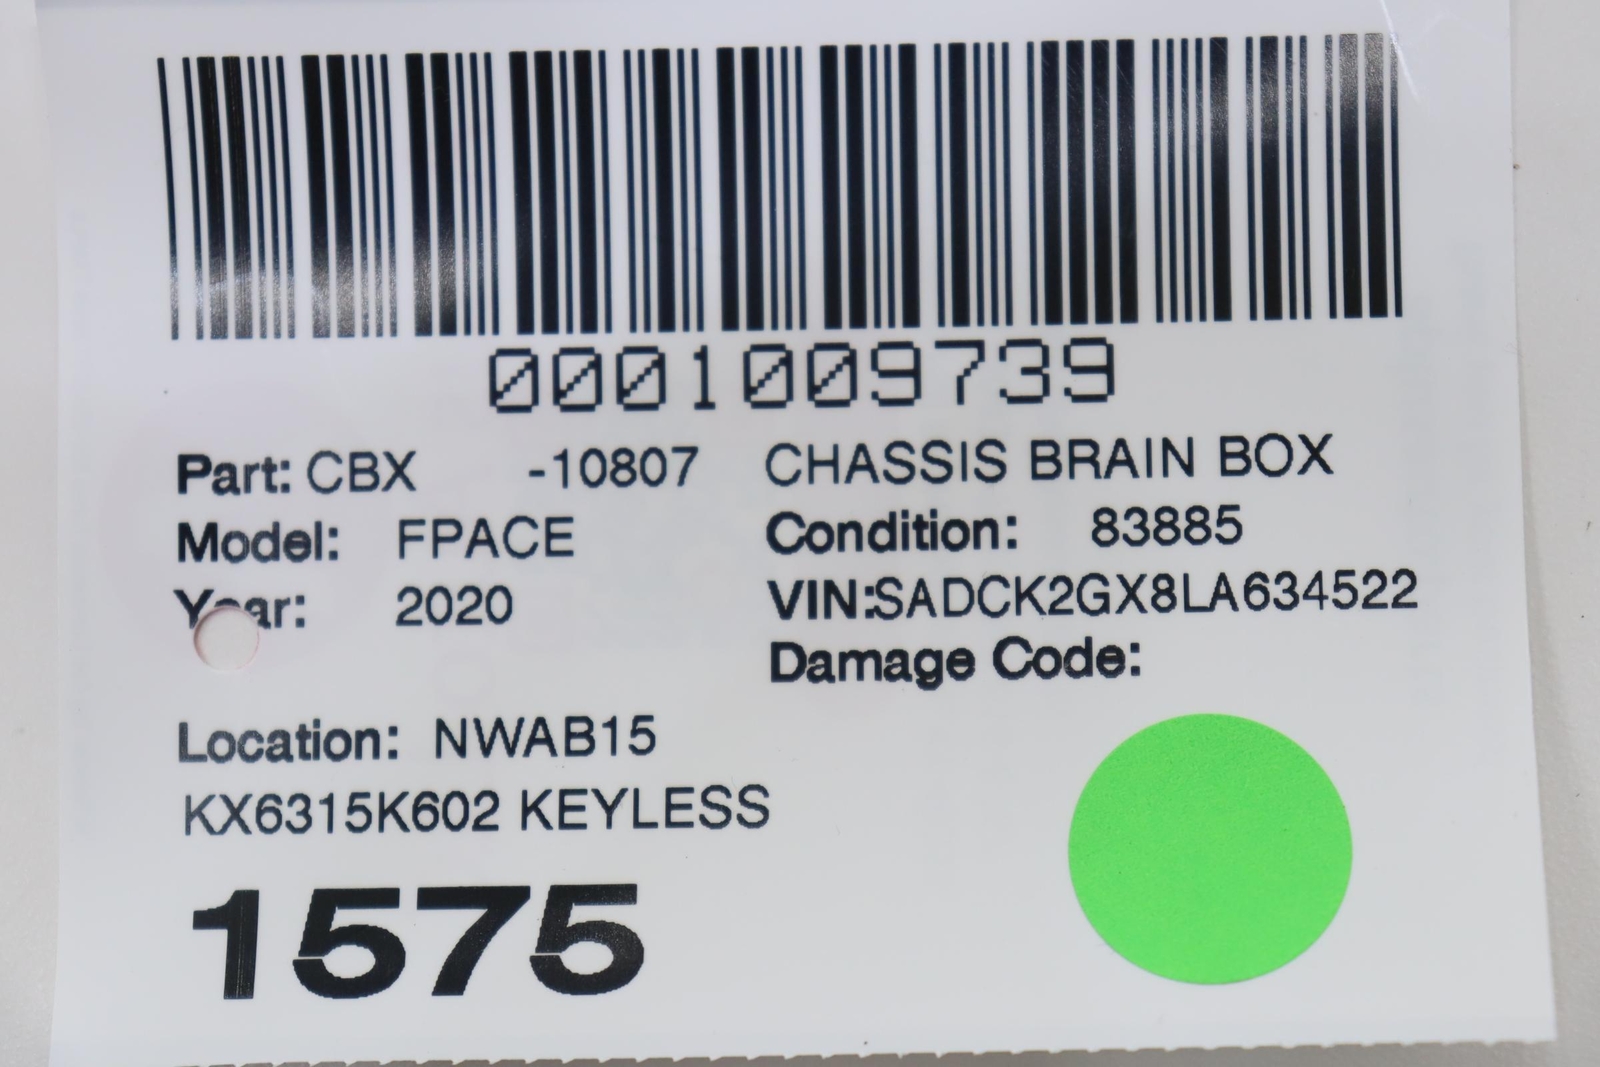 0001009739
Part: CBX -10807 CHASSIS BRAIN BOX
Model: FPACE Condition: 83885
Year: 2020 VIN:SADCK2GX8LA634522
Damage Code:
Location: NWAB15
KX6315K602 KEYLESS
1575